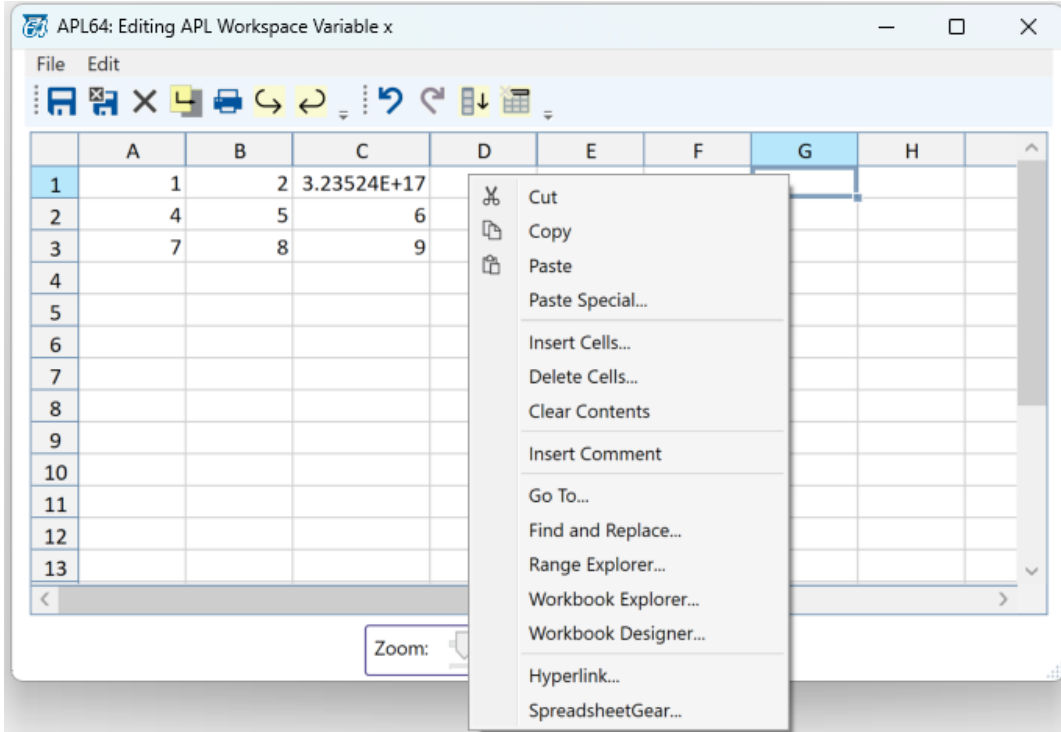 APL64: Editing APL Workspace Variable x
File Edit
A B C D E F G H
1 1 2 3.23524E+17
2 4 5 6
3 7 8 9
4
5
6
7
8
9
10
11
12
13
Cut
Copy
Paste
Paste Special...
Insert Cells...
Delete Cells...
Clear Contents
Insert Comment
Go To...
Find and Replace...
Range Explorer...
Workbook Explorer...
Workbook Designer...
Hyperlink...
SpreadsheetGear...
Zoom: